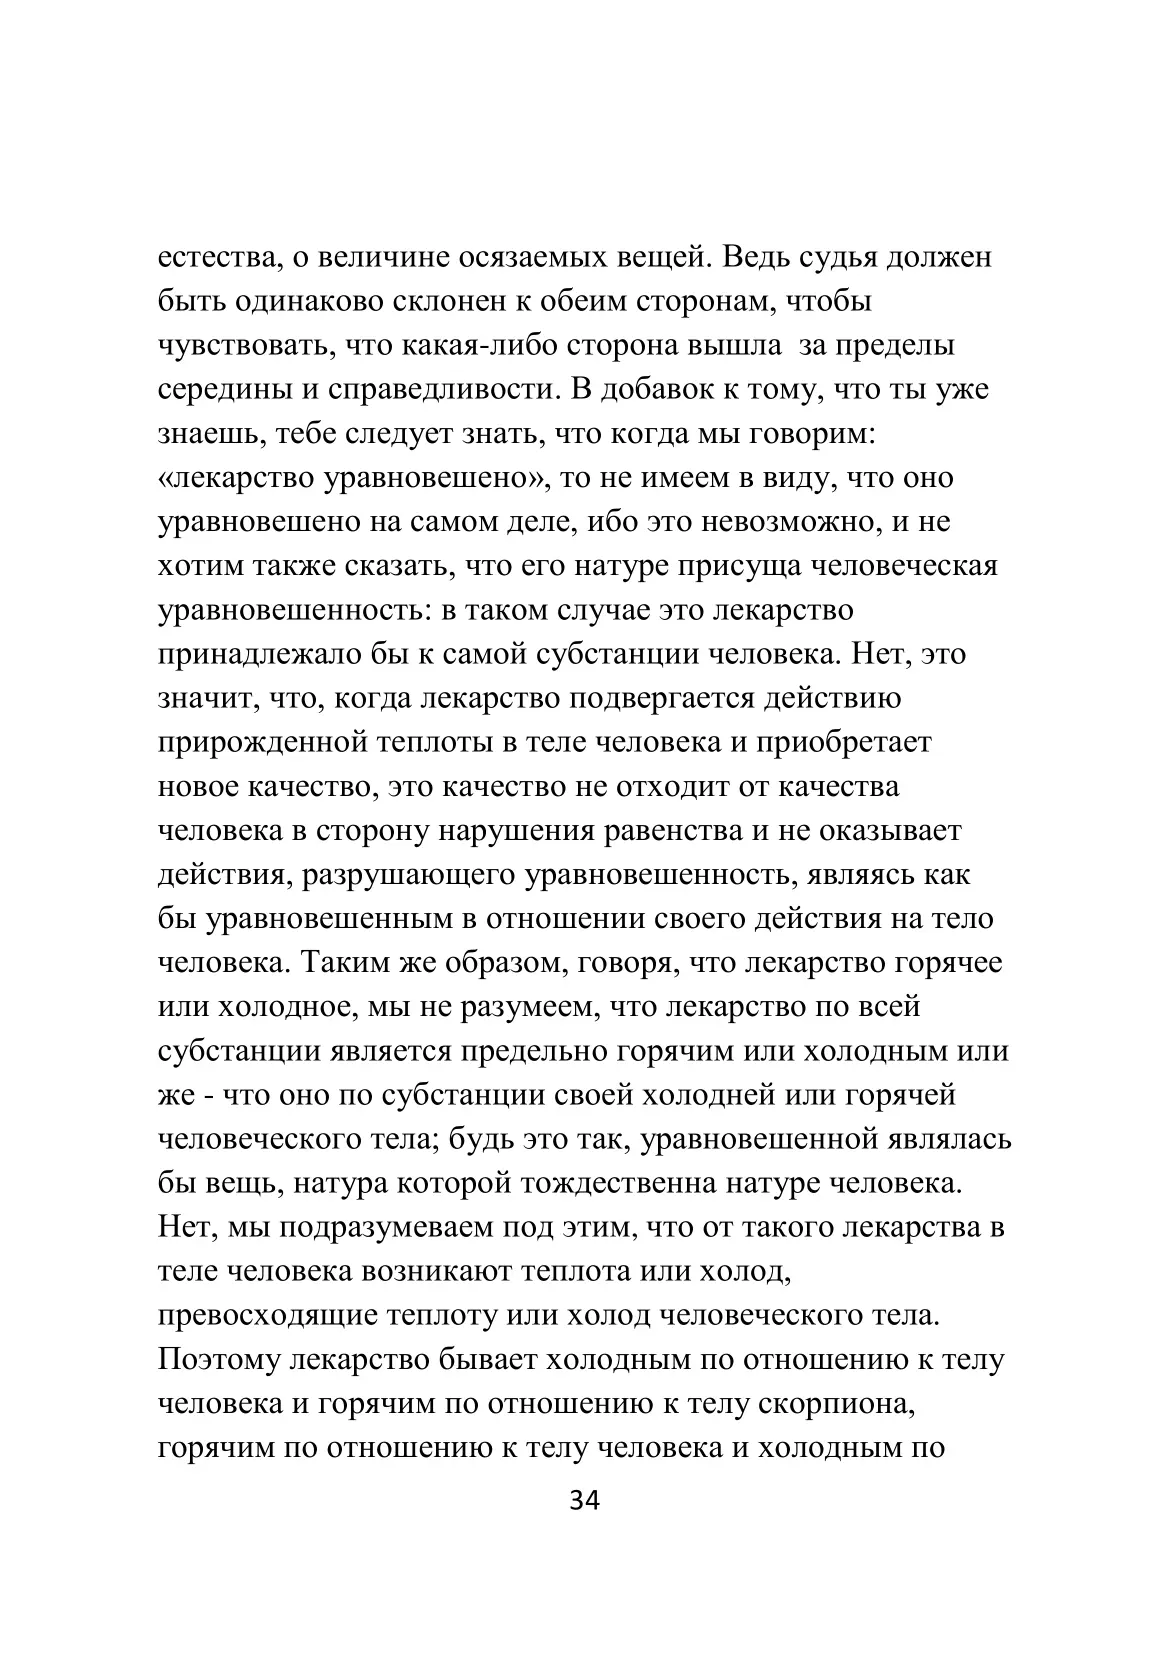 естества, о величине осязаемых вещей. Ведь судья должен
быть одинаково склонен к обеим сторонам, чтобы
чувствовать, что какая-либо сторона вышла  за пределы
середины и справедливости. В добавок к тому, что ты уже
знаешь, тебе следует знать, что когда мы говорим:
«лекарство уравновешено», то не имеем в виду, что оно
уравновешено на самом деле, ибо это невозможно, и не
хотим также сказать, что его натуре присуща человеческая
уравновешенность: в таком случае это лекарство
принадлежало бы к самой субстанции человека. Нет, это
значит, что, когда лекарство подвергается действию
прирожденной теплоты в теле человека и приобретает
новое качество, это качество не отходит от качества
человека в сторону нарушения равенства и не оказывает
действия, разрушающего уравновешенность, являясь как
бы уравновешенным в отношении своего действия на тело
человека. Таким же образом, говоря, что лекарство горячее
или холодное, мы не разумеем, что лекарство по всей
субстанции является предельно горячим или холодным или
же - что оно по субстанции своей холодней или горячей
человеческого тела; будь это так, уравновешенной являлась
бы вещь, натура которой тождественна натуре человека.
Нет, мы подразумеваем под этим, что от такого лекарства в
теле человека возникают теплота или холод,
превосходящие теплоту или холод человеческого тела.
Поэтому лекарство бывает холодным по отношению к телу
человека и горячим по отношению к телу скорпиона,
горячим по отношению к телу человека и холодным по
34